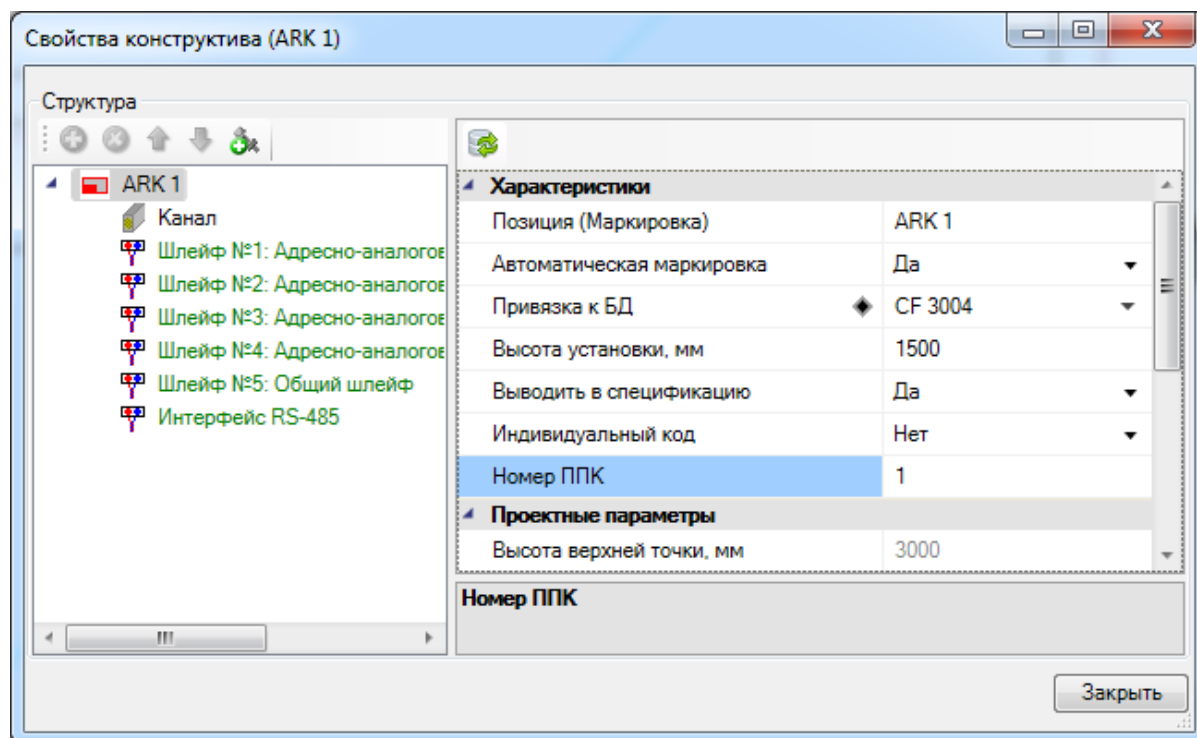 Свойства конструктива (ARK 1)
Структура
ARK 1
Канал
Шлейф №1: Адресно-аналогов
Шлейф №2: Адресно-аналогов
Шлейф №3: Адресно-аналогов
Шлейф №4: Адресно-аналогов
Шлейф №5: Общий шлейф
Интерфейс RS-485
Характеристики
Позиция (Маркировка) ARK 1
Автоматическая маркировка Да
Привязка к БД CF 3004
Высота установки, мм 1500
Выводить в спецификацию Да
Индивидуальный код Нет
Номер ППК 1
Проектные параметры
Высота верхней точки, мм 3000
Номер ППК
Закрыть